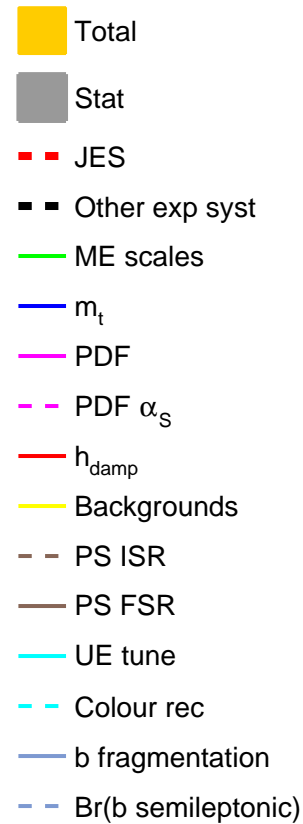 Total
Stat
JES
Other exp syst
ME scales
m_t
PDF
PDF α_S
h_damp
Backgrounds
PS ISR
PS FSR
UE tune
Colour rec
b fragmentation
Br(b semileptonic)